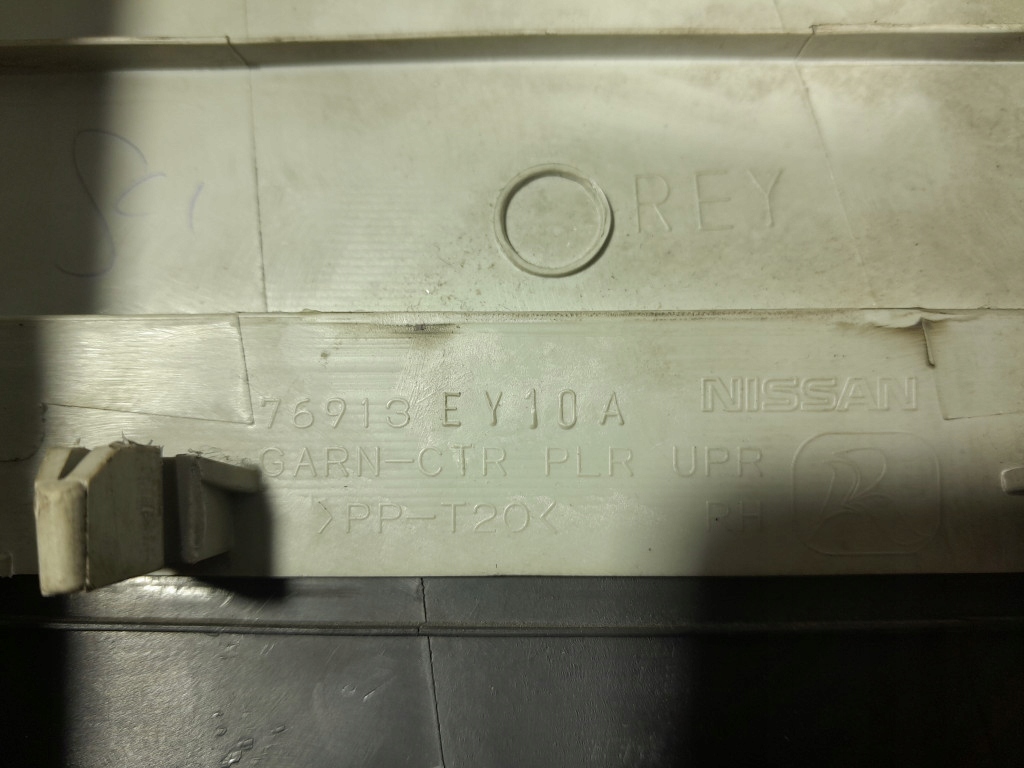 REY
76913 EY10A NISSAN
GARN-CTR PLR UPR
>PP-T20< RH